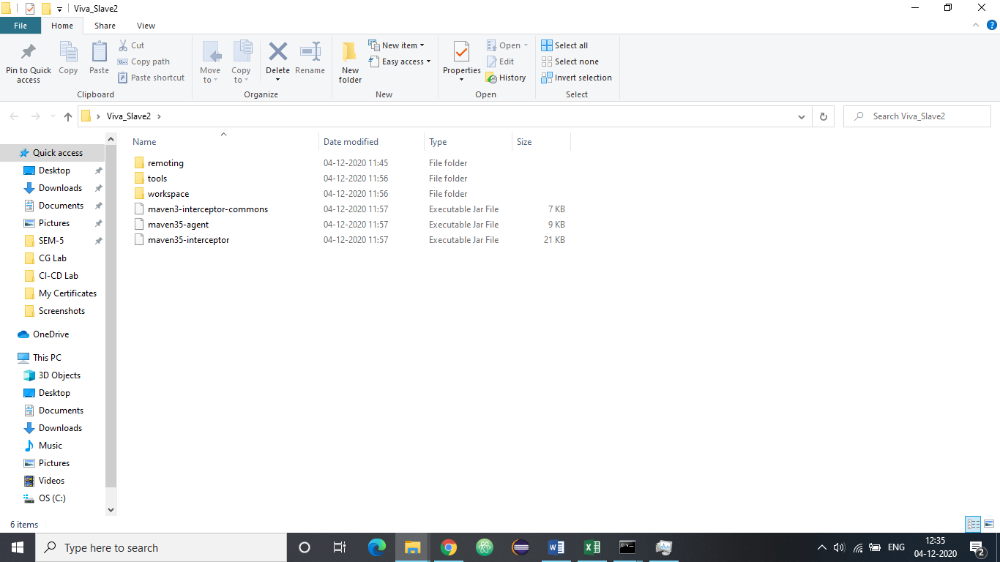 Viva_Slave2
File Home Share View
Pin to Quick access
Copy
Paste
Cut
Copy path
Paste shortcut
Clipboard
Move to
Copy to
Delete
Rename
Organize
New folder
New item
Easy access
New
Properties
Open
Edit
History
Open
Select all
Select none
Invert selection
Select
Viva_Slave2
Search Viva_Slave2
Quick access
Desktop
Downloads
Documents
Pictures
SEM-5
CG Lab
CI-CD Lab
My Certificates
Screenshots
OneDrive
This PC
3D Objects
Desktop
Documents
Downloads
Music
Pictures
Videos
OS (C:)
Name Date modified Type Size
remoting 04-12-2020 11:45 File folder
tools 04-12-2020 11:56 File folder
workspace 04-12-2020 11:56 File folder
maven3-interceptor-commons 04-12-2020 11:57 Executable Jar File 7 KB
maven35-agent 04-12-2020 11:57 Executable Jar File 9 KB
maven35-interceptor 04-12-2020 11:57 Executable Jar File 21 KB
6 items
Type here to search
ENG
12:35
04-12-2020
2